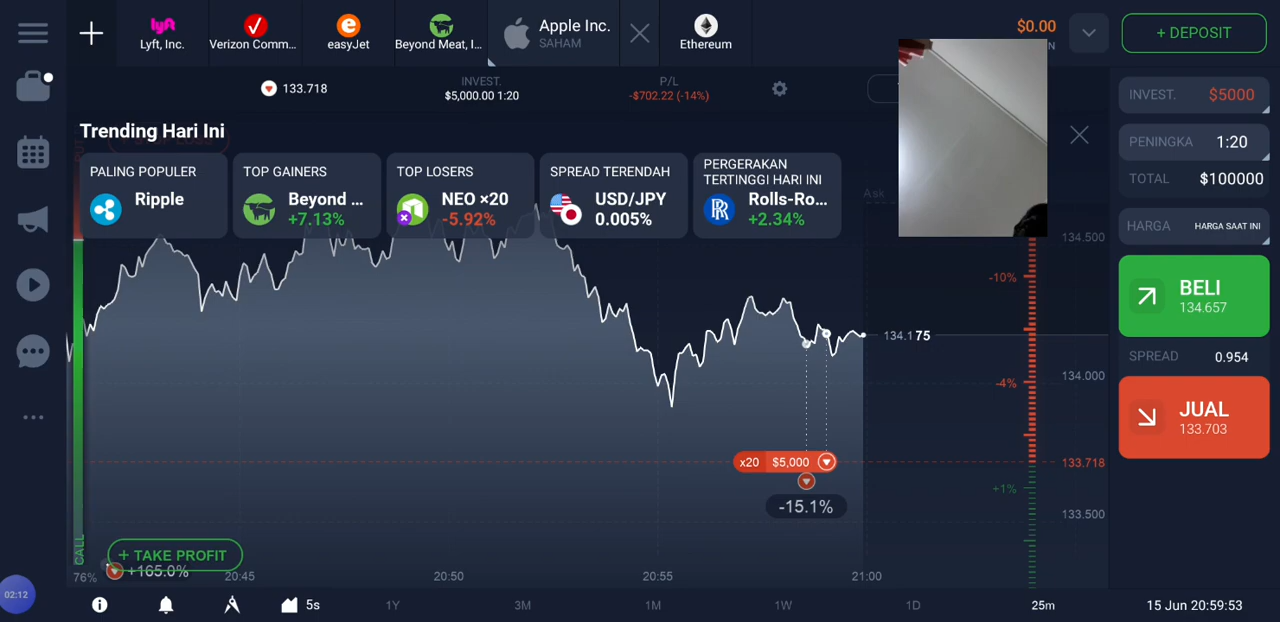 Lyft, Inc.
Verizon Comm...
easyJet
Beyond Meat, I...
Apple Inc.
SAHAM
Ethereum
$0.00
+ DEPOSIT
133.718
INVEST.
$5,000.00 1:20
P/L
-$702.22 (-14%)
INVEST.
$5000
PENINGKA
1:20
TOTAL
$100000
HARGA
HARGA SAAT INI
BELI
134.657
SPREAD
0.954
JUAL
133.703
Trending Hari Ini
PALING POPULER
Ripple
TOP GAINERS
Beyond ...
+7.13%
TOP LOSERS
NEO ×20
-5.92%
SPREAD TERENDAH
USD/JPY
0.005%
PERGERAKAN
TERTINGGI HARI INI
Rolls-Ro...
+2.34%
Ask
134.500
-10%
134.175
134.000
-4%
x20 $5,000
133.718
-15.1%
+1%
133.500
CALL
+ TAKE PROFIT
+165.0%
76%
20:45
20:50
20:55
21:00
02:12
5s
1Y
3M
1M
1W
1D
25m
15 Jun 20:59:53